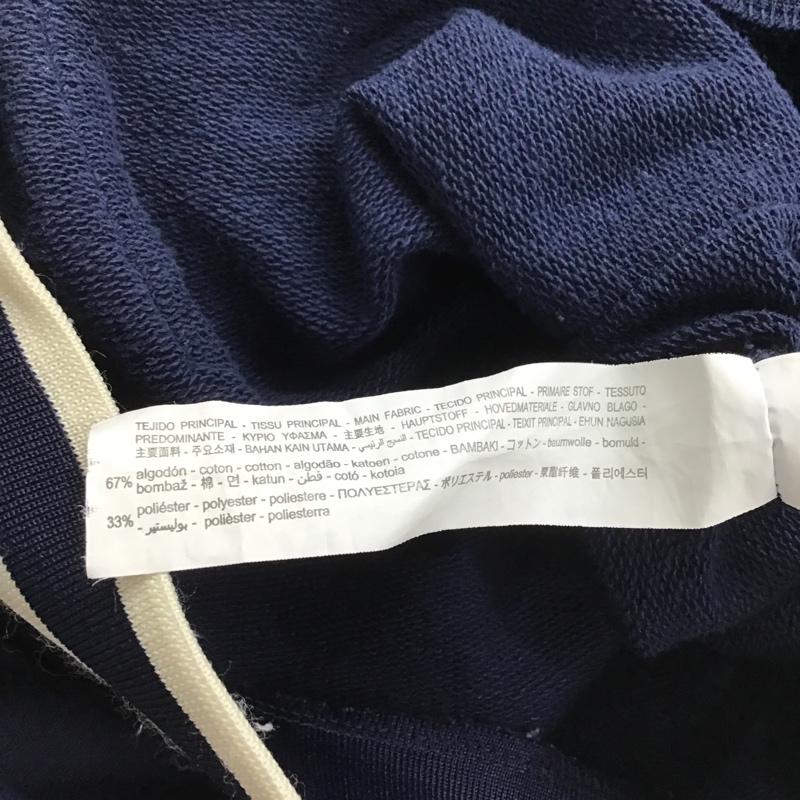 TEJIDO PRINCIPAL - TISSU PRINCIPAL - MAIN FABRIC - TECIDO PRINCIPAL - PRIMAIRE STOF - TESSUTO
PREDOMINANTE - ΚΥΡΙΟ ΥΦΑΣΜΑ - 主要生地 - HAUPTSTOFF - HOVEDMATERIALE - GLAVNO BLAGO -
主要面料 - 주요소재 - BAHAN KAIN UTAMA - النسيج الرئيسي - TECIDO PRINCIPAL - TEIXIT PRINCIPAL - EHUN NAGUSIA
67% algodón - coton - cotton - algodão - katoen - cotone - BAMBAKI - コットン - baumwolle - bomuld -
bombaž - 棉 - 면 - katun - قطن - cotó - kotoia
33% poliéster - polyester - poliestere - ΠΟΛΥΕΣΤΕΡΑΣ - ポリエステル - poliester - 聚酯纤维 - 폴리에스터
- بوليستير - polièster - poliesterra